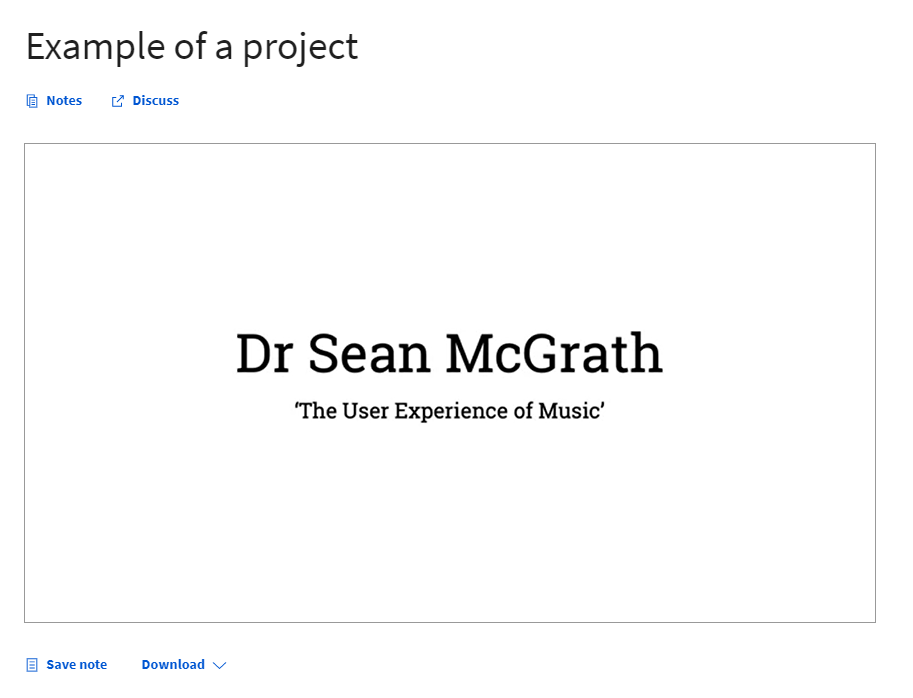 Example of a project
Notes Discuss
Dr Sean McGrath
‘The User Experience of Music’
Save note Download